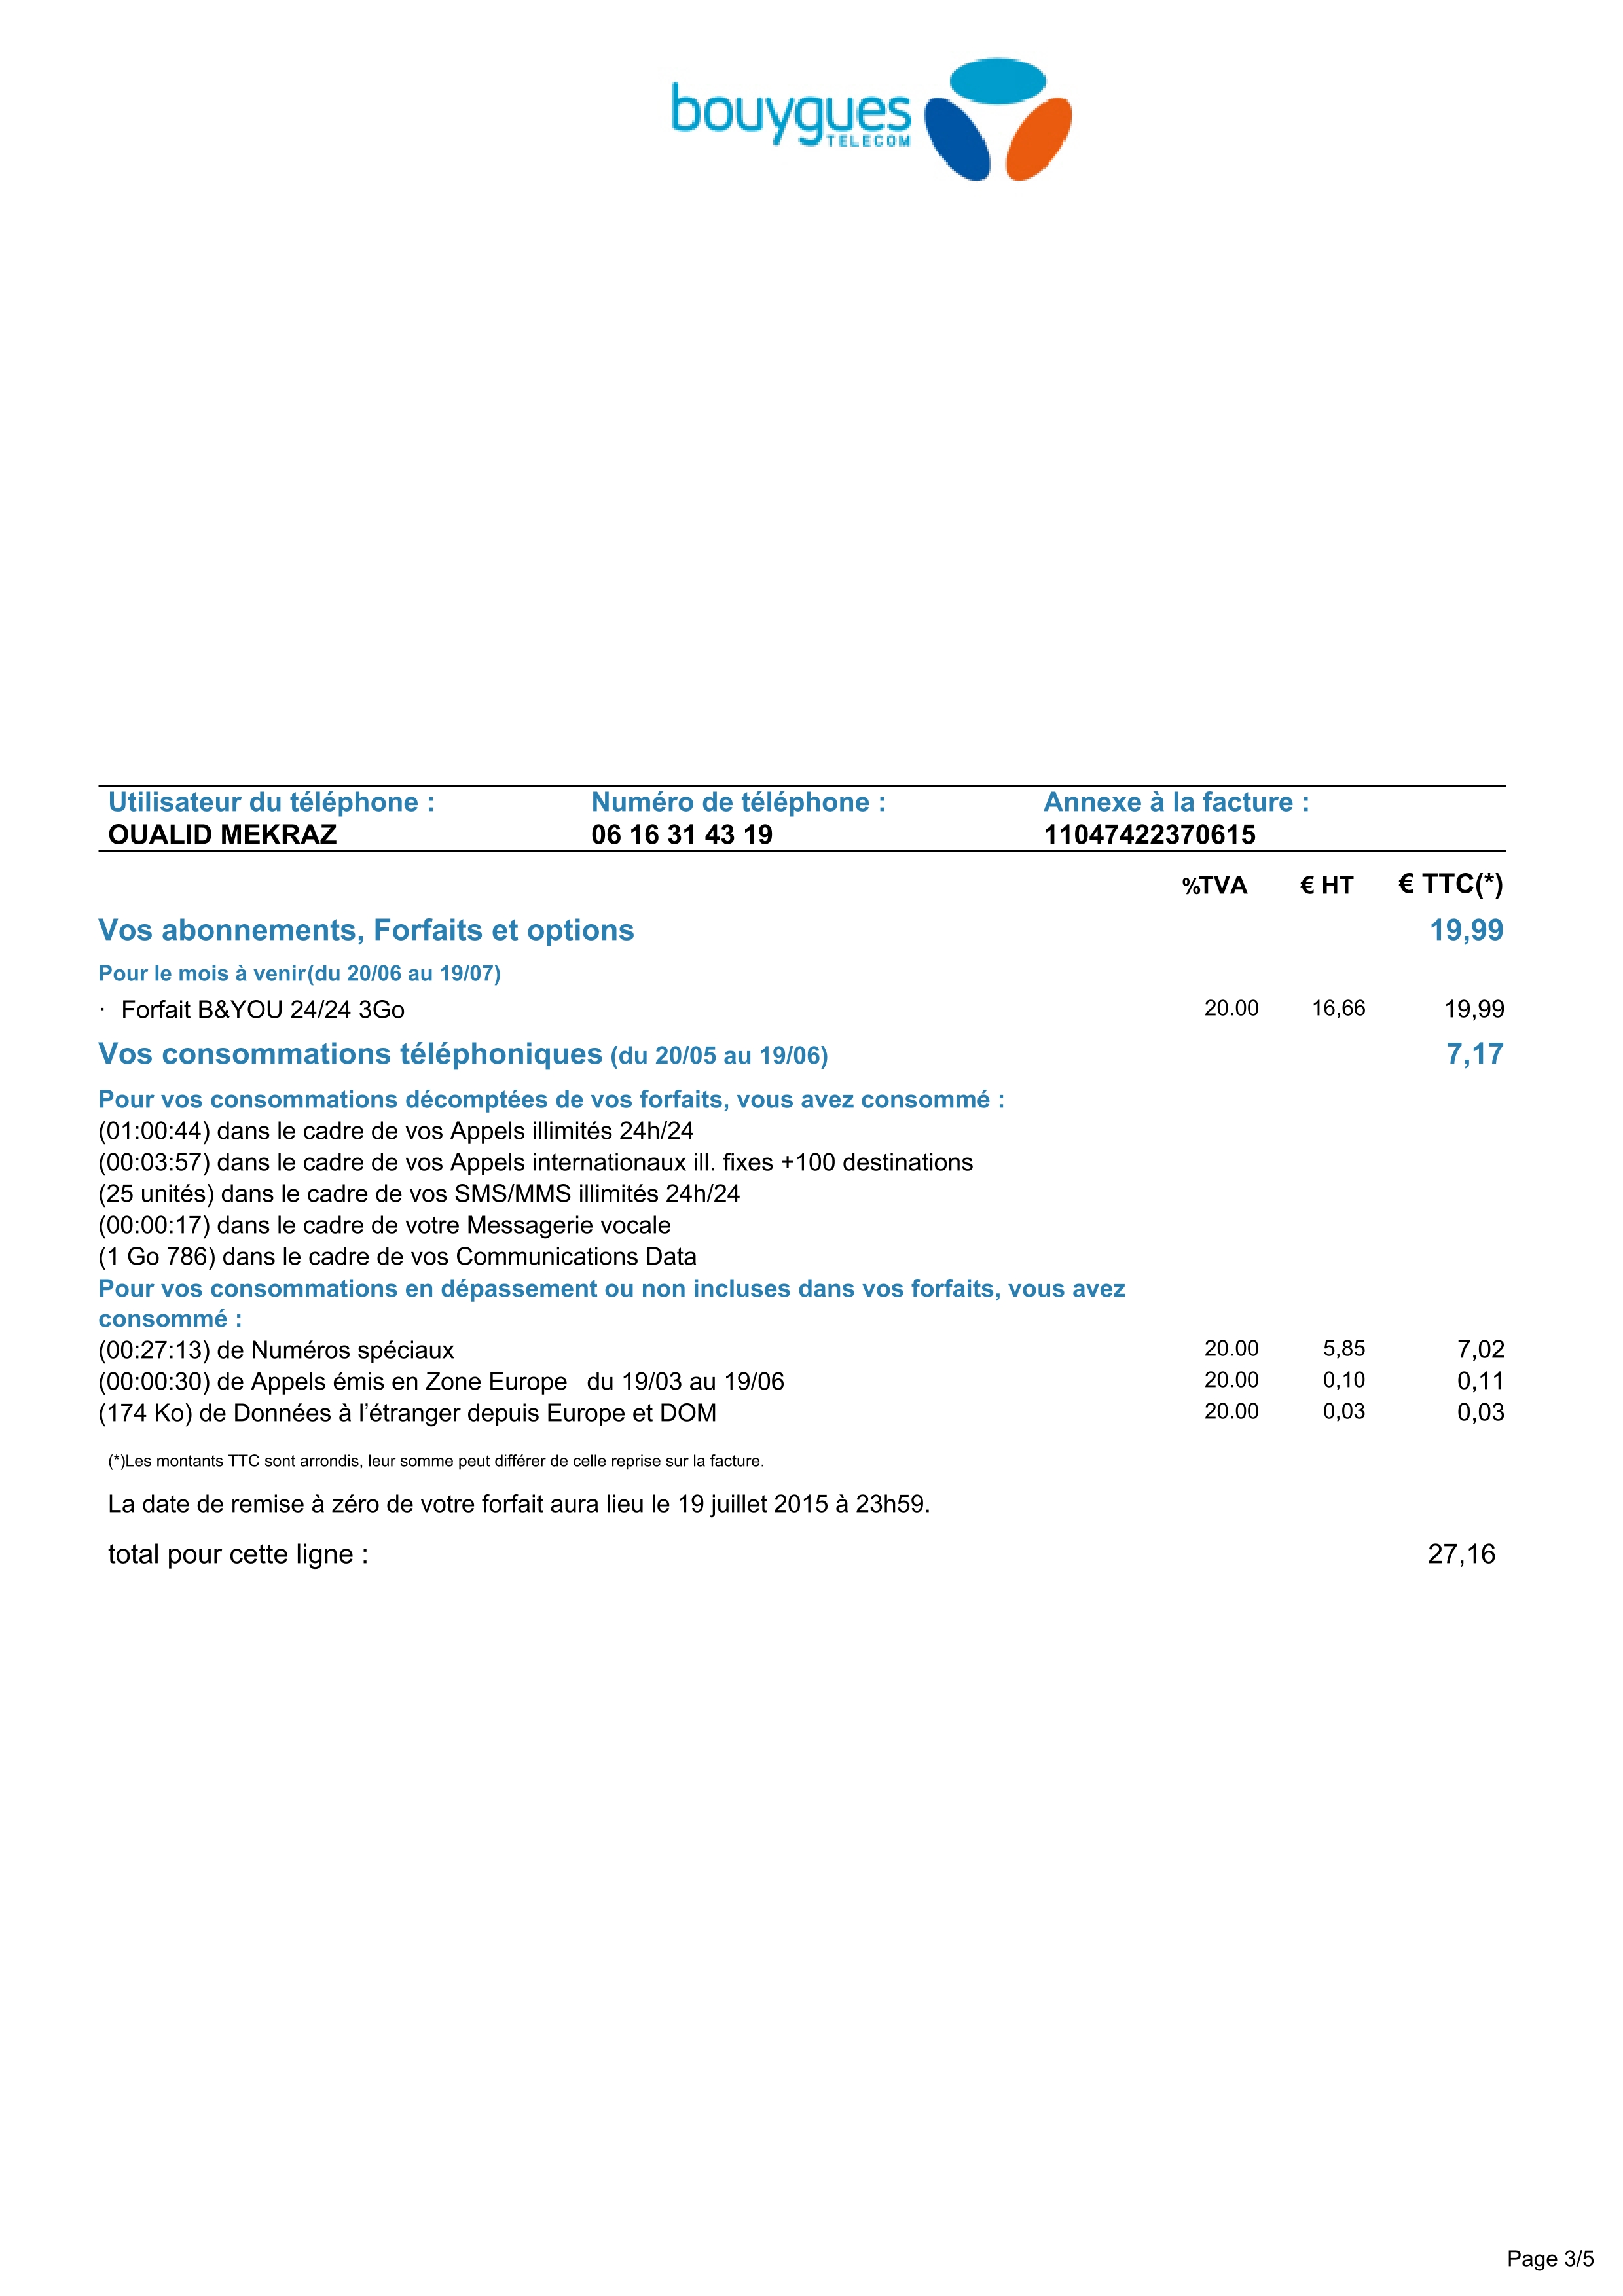 bouygues
TELECOM
Utilisateur du téléphone : Numéro de téléphone : Annexe à la facture :
OUALID MEKRAZ 06 16 31 43 19 11047422370615
%TVA € HT € TTC(*)
Vos abonnements, Forfaits et options 19,99
Pour le mois à venir(du 20/06 au 19/07)
· Forfait B&YOU 24/24 3Go 20.00 16,66 19,99
Vos consommations téléphoniques (du 20/05 au 19/06) 7,17
Pour vos consommations décomptées de vos forfaits, vous avez consommé :
(01:00:44) dans le cadre de vos Appels illimités 24h/24
(00:03:57) dans le cadre de vos Appels internationaux ill. fixes +100 destinations
(25 unités) dans le cadre de vos SMS/MMS illimités 24h/24
(00:00:17) dans le cadre de votre Messagerie vocale
(1 Go 786) dans le cadre de vos Communications Data
Pour vos consommations en dépassement ou non incluses dans vos forfaits, vous avez
consommé :
(00:27:13) de Numéros spéciaux 20.00 5,85 7,02
(00:00:30) de Appels émis en Zone Europe du 19/03 au 19/06 20.00 0,10 0,11
(174 Ko) de Données à l’étranger depuis Europe et DOM 20.00 0,03 0,03
(*)Les montants TTC sont arrondis, leur somme peut différer de celle reprise sur la facture.
La date de remise à zéro de votre forfait aura lieu le 19 juillet 2015 à 23h59.
total pour cette ligne : 27,16
Page 3/5